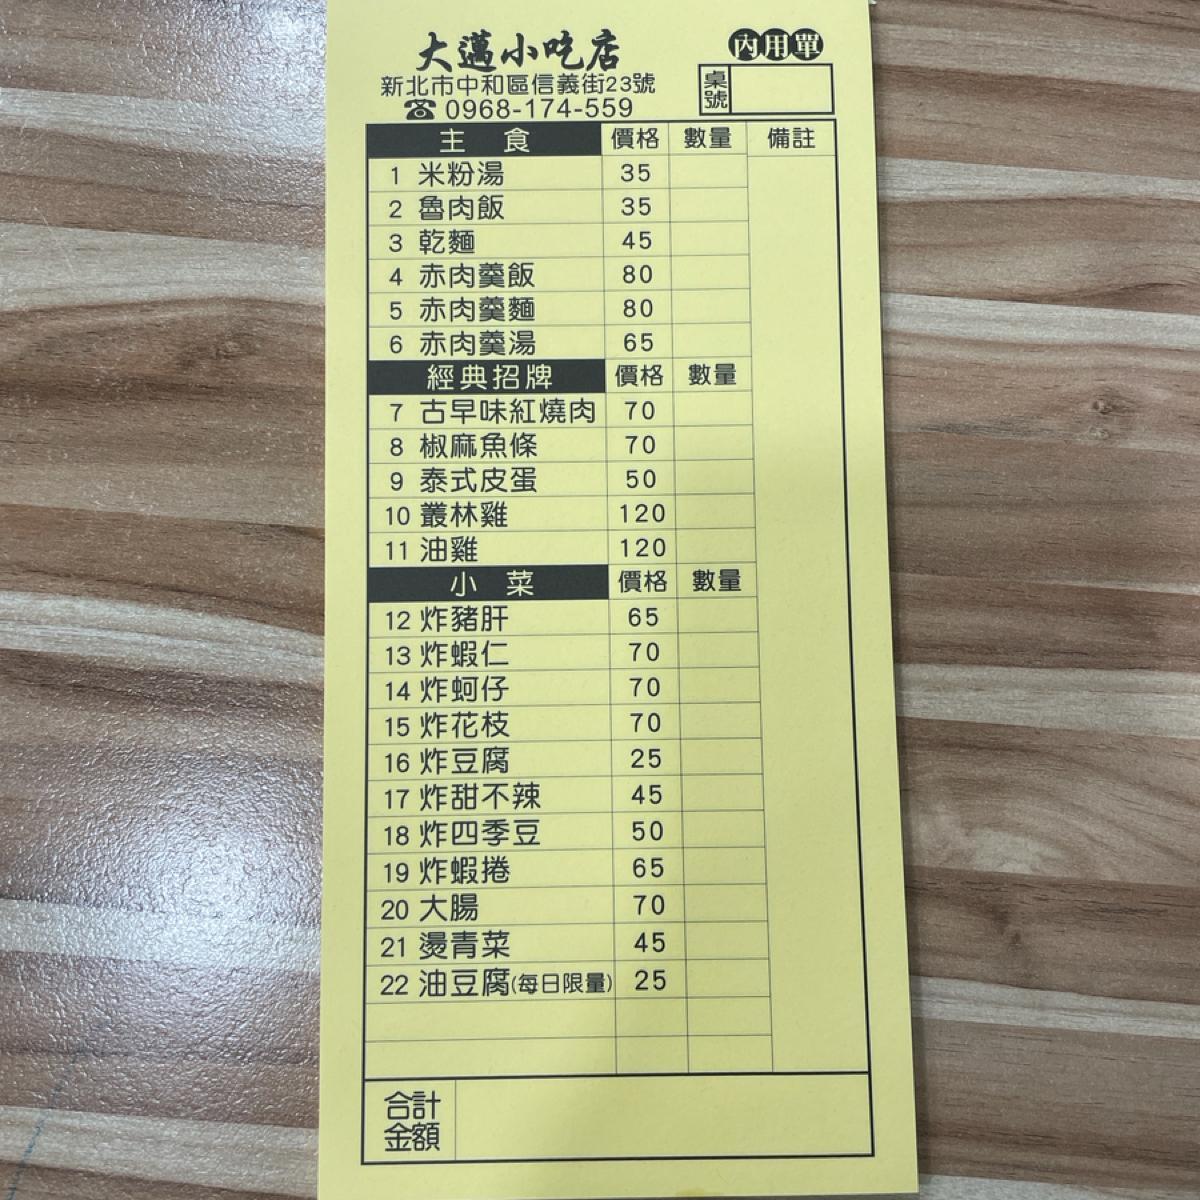 大邁小吃店
內用單
新北市中和區信義街23號
☎ 0968-174-559
桌號
主食 價格 數量 備註
1 米粉湯 35
2 魯肉飯 35
3 乾麵 45
4 赤肉羹飯 80
5 赤肉羹麵 80
6 赤肉羹湯 65
經典招牌 價格 數量
7 古早味紅燒肉 70
8 椒麻魚條 70
9 泰式皮蛋 50
10 叢林雞 120
11 油雞 120
小菜 價格 數量
12 炸豬肝 65
13 炸蝦仁 70
14 炸蚵仔 70
15 炸花枝 70
16 炸豆腐 25
17 炸甜不辣 45
18 炸四季豆 50
19 炸蝦捲 65
20 大腸 70
21 燙青菜 45
22 油豆腐(每日限量) 25
合計
金額